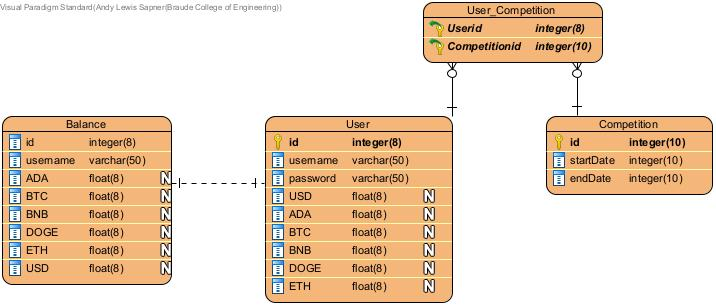 Visual Paradigm Standard(Andy Lewis Sapner(Braude College of Engineering))
User_Competition
Userid integer(8)
Competitionid integer(10)
Balance
id integer(8)
username varchar(50)
ADA float(8) N
BTC float(8) N
BNB float(8) N
DOGE float(8) N
ETH float(8) N
USD float(8) N
User
id integer(8)
username varchar(50)
password varchar(50)
USD float(8) N
ADA float(8) N
BTC float(8) N
BNB float(8) N
DOGE float(8) N
ETH float(8) N
Competition
id integer(10)
startDate integer(10)
endDate integer(10)